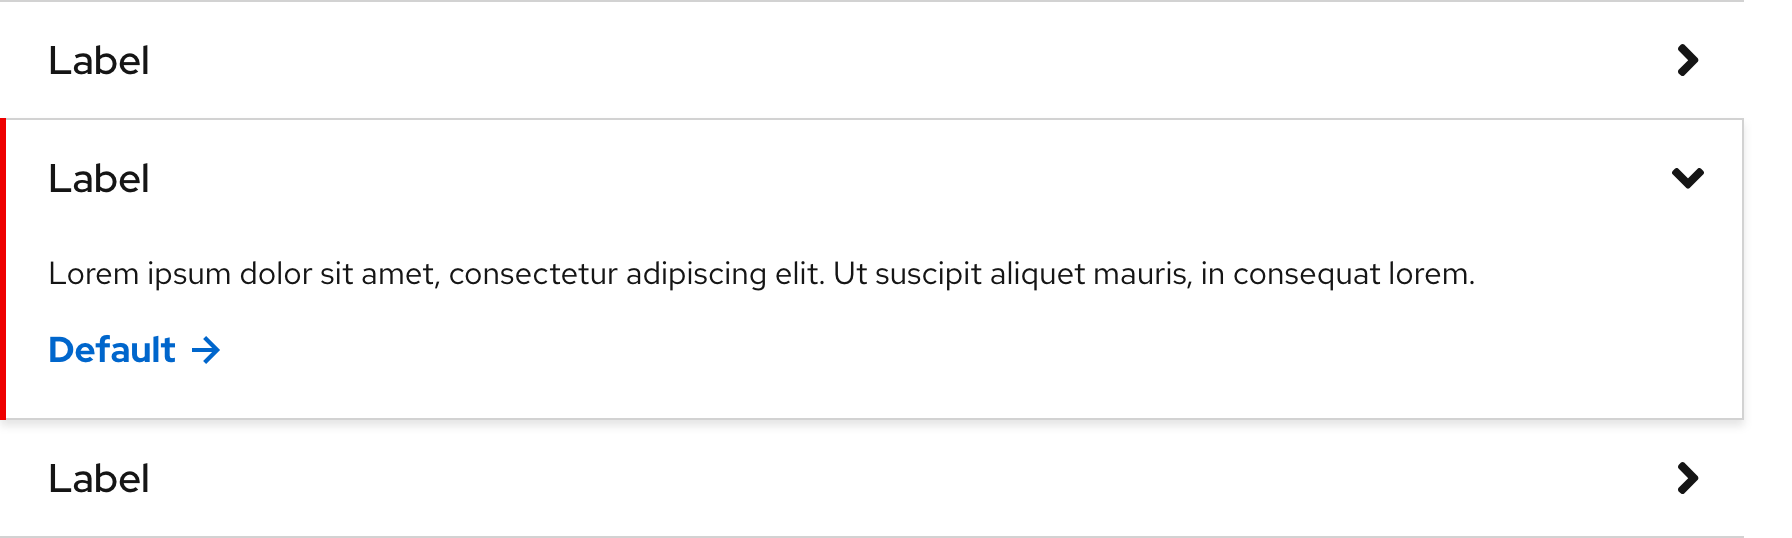 Label
Label
Lorem ipsum dolor sit amet, consectetur adipiscing elit. Ut suscipit aliquet mauris, in consequat lorem.
Default →
Label